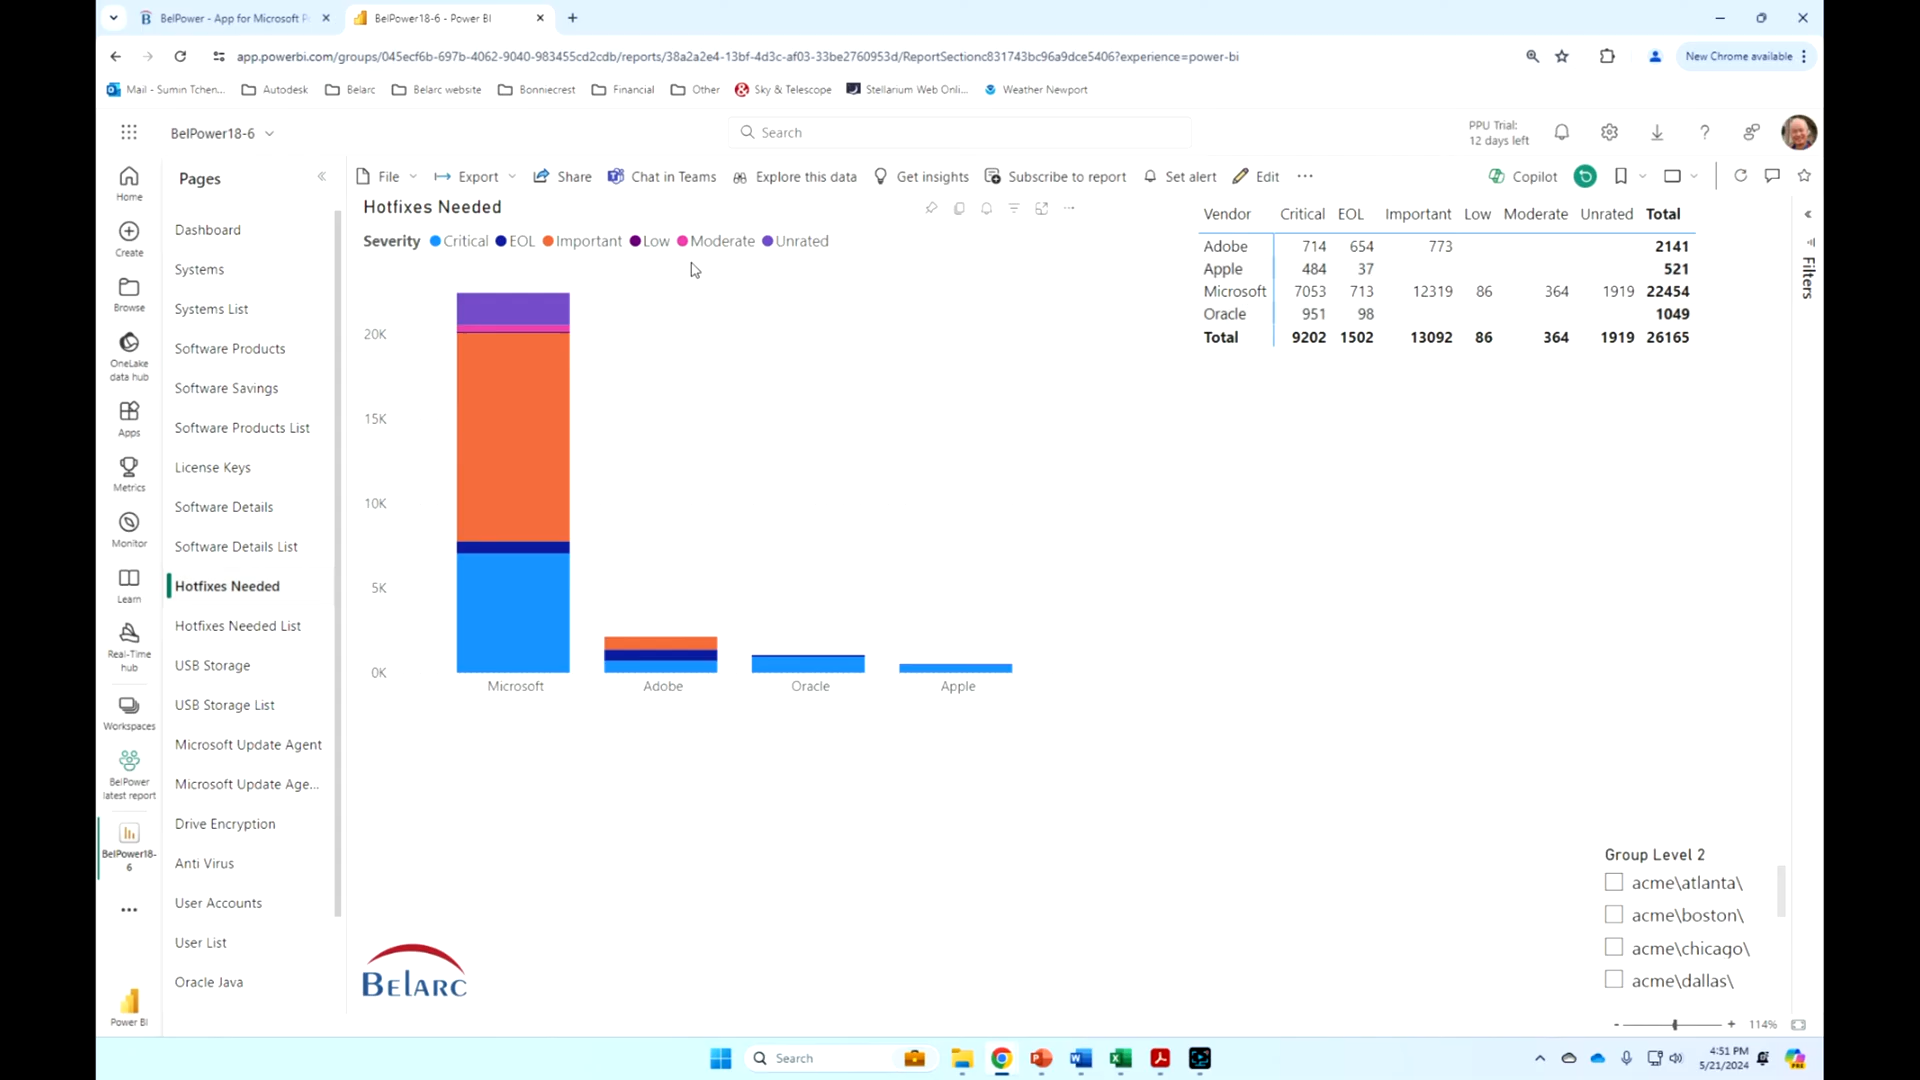 BelPower - App for Microsoft P
BelPower18-6 - Power BI
app.powerbi.com/groups/045ecf6b-697b-4062-9040-983455cd2cdb/reports/38a2a2e4-13bf-4d3c-af03-33be2760953d/ReportSectionc831743bc96a9dce5406?experience=power-bi
New Chrome available
Mail - Sumin Tchen... Autodesk Belarc Belarc website Bonniecrest Financial Other Sky & Telescope Stellarium Web Onli... Weather Newport
BelPower18-6
Search
PPU Trial:
12 days left
Home
Create
Browse
OneLake
data hub
Apps
Metrics
Monitor
Learn
Real-Time
hub
Workspaces
BelPower
latest report
BelPower18-
6
Power BI
Pages
Dashboard
Systems
Systems List
Software Products
Software Savings
Software Products List
License Keys
Software Details
Software Details List
Hotfixes Needed
Hotfixes Needed List
USB Storage
USB Storage List
Microsoft Update Agent
Microsoft Update Age...
Drive Encryption
Anti Virus
User Accounts
User List
Oracle Java
File Export Share Chat in Teams Explore this data Get insights Subscribe to report Set alert Edit ... Copilot
Hotfixes Needed
Severity Critical EOL Important Low Moderate Unrated
20K
15K
10K
5K
0K
Microsoft Adobe Oracle Apple
Vendor Critical EOL Important Low Moderate Unrated Total
Adobe 714 654 773 2141
Apple 484 37 521
Microsoft 7053 713 12319 86 364 1919 22454
Oracle 951 98 1049
Total 9202 1502 13092 86 364 1919 26165
Filters
Group Level 2
acme\atlanta\
acme\boston\
acme\chicago\
acme\dallas\
BELARC
- + 114%
Search
4:51 PM
5/21/2024